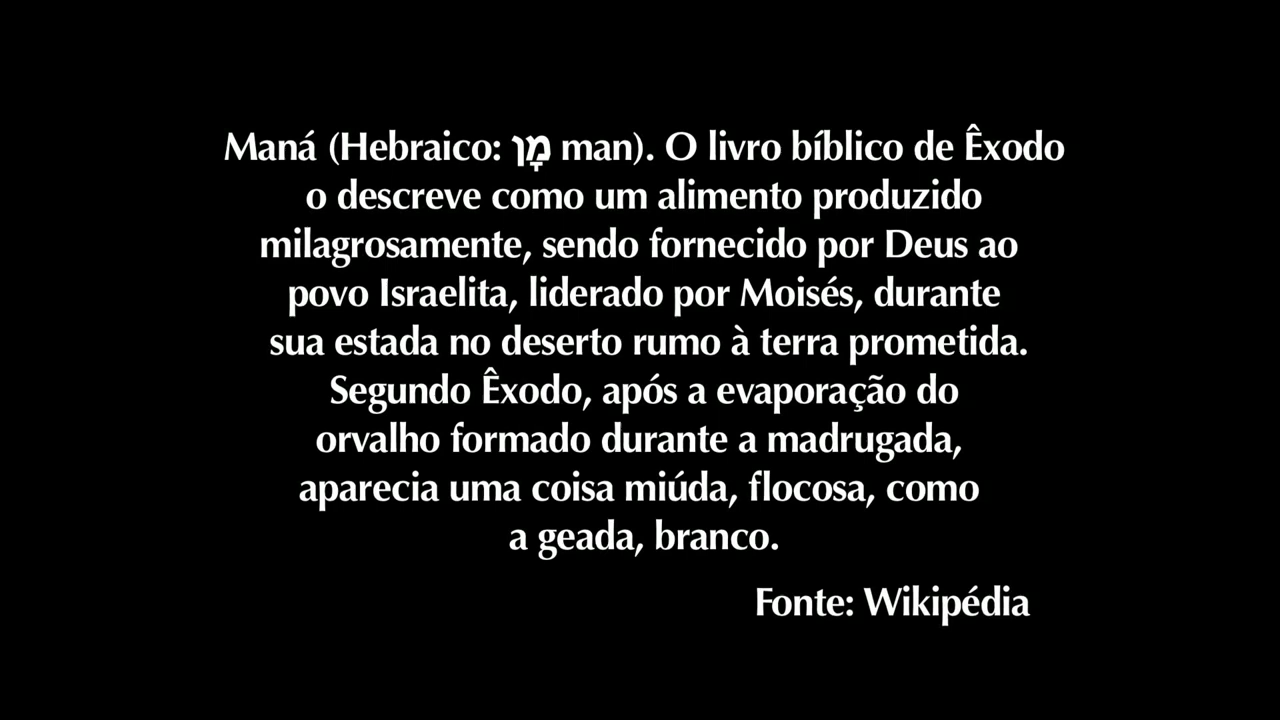 Maná (Hebraico: מָן man). O livro bíblico de Êxodo
o descreve como um alimento produzido
milagrosamente, sendo fornecido por Deus ao
povo Israelita, liderado por Moisés, durante
sua estada no deserto rumo à terra prometida.
Segundo Êxodo, após a evaporação do
orvalho formado durante a madrugada,
aparecia uma coisa miúda, flocosa, como
a geada, branco.
Fonte: Wikipédia